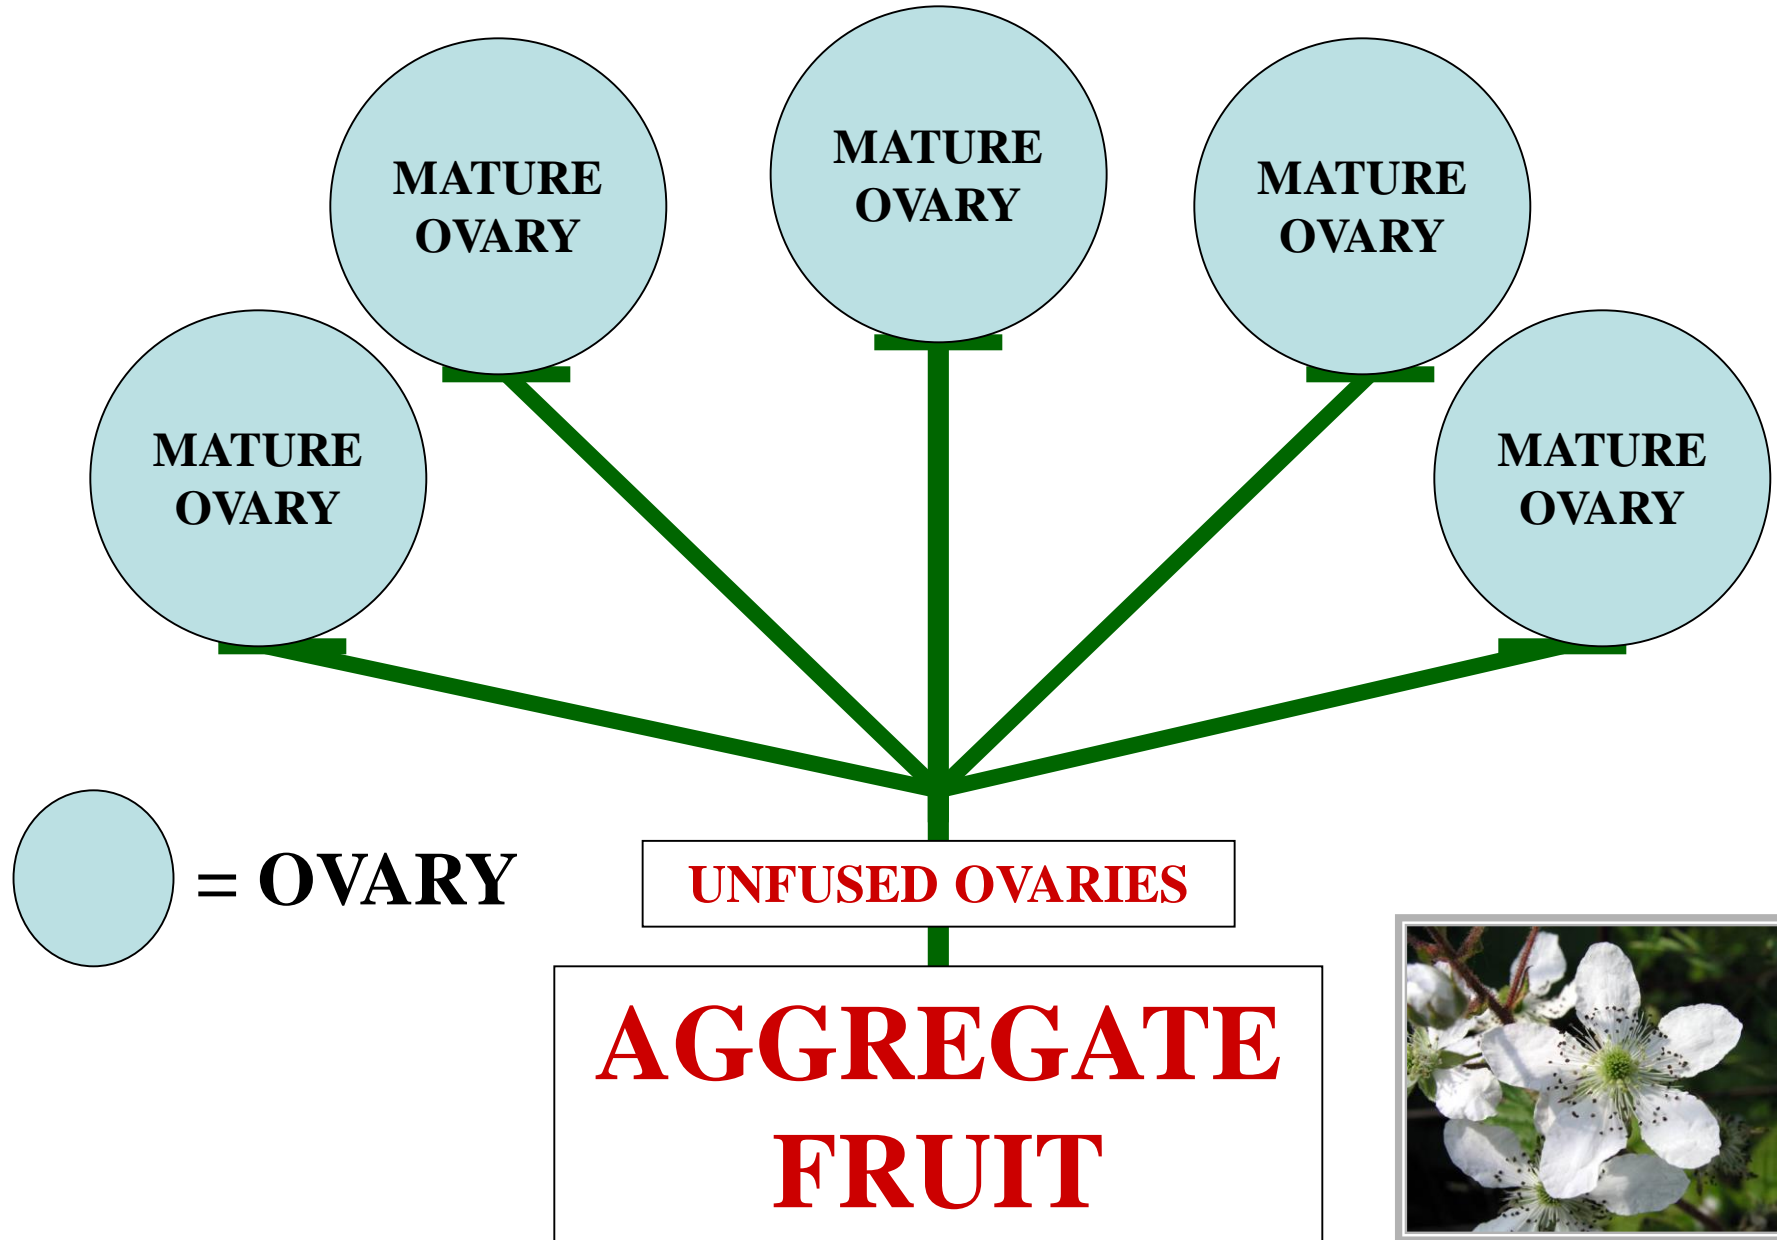 MATURE
OVARY
MATURE
OVARY
MATURE
OVARY
MATURE
OVARY
MATURE
OVARY
= OVARY
UNFUSED OVARIES
AGGREGATE
FRUIT